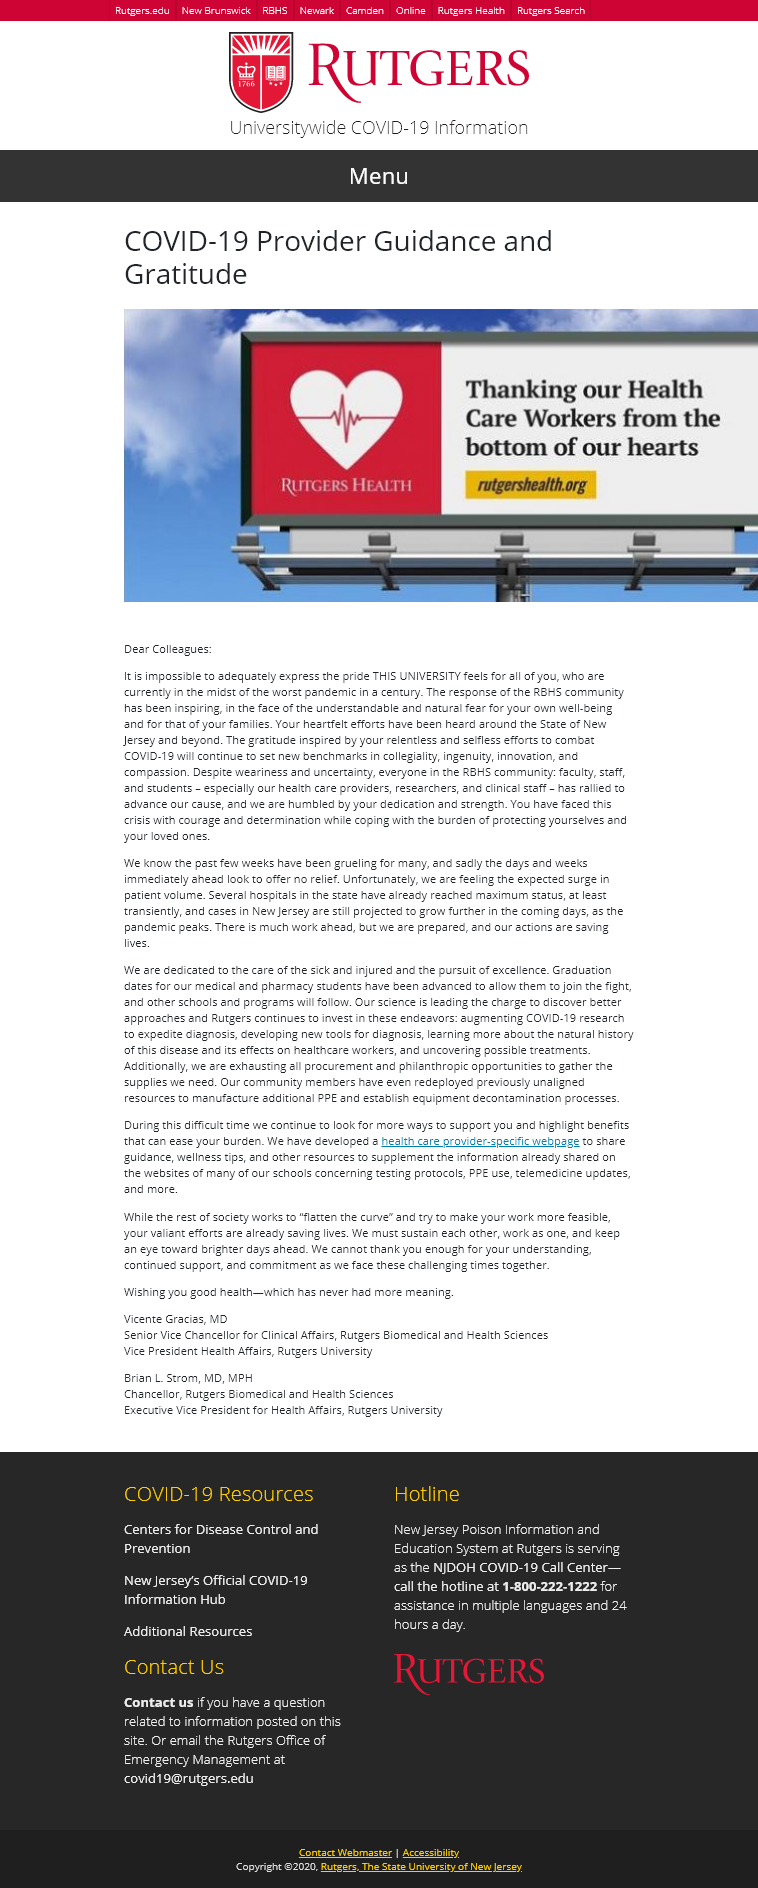 Rutgers.edu New Brunswick RBHS Newark Camden Online Rutgers Health Rutgers Search
1766
RUTGERS
Universitywide COVID-19 Information
Menu
COVID-19 Provider Guidance and
Gratitude
RUTGERS HEALTH
Thanking our Health
Care Workers from the
bottom of our hearts
rutgershealth.org
Dear Colleagues:
It is impossible to adequately express the pride THIS UNIVERSITY feels for all of you, who are
currently in the midst of the worst pandemic in a century. The response of the RBHS community
has been inspiring, in the face of the understandable and natural fear for your own well-being
and for that of your families. Your heartfelt efforts have been heard around the State of New
Jersey and beyond. The gratitude inspired by your relentless and selfless efforts to combat
COVID-19 will continue to set new benchmarks in collegiality, ingenuity, innovation, and
compassion. Despite weariness and uncertainty, everyone in the RBHS community: faculty, staff,
and students – especially our health care providers, researchers, and clinical staff – has rallied to
advance our cause, and we are humbled by your dedication and strength. You have faced this
crisis with courage and determination while coping with the burden of protecting yourselves and
your loved ones.
We know the past few weeks have been grueling for many, and sadly the days and weeks
immediately ahead look to offer no relief. Unfortunately, we are feeling the expected surge in
patient volume. Several hospitals in the state have already reached maximum status, at least
transiently, and cases in New Jersey are still projected to grow further in the coming days, as the
pandemic peaks. There is much work ahead, but we are prepared, and our actions are saving
lives.
We are dedicated to the care of the sick and injured and the pursuit of excellence. Graduation
dates for our medical and pharmacy students have been advanced to allow them to join the fight,
and other schools and programs will follow. Our science is leading the charge to discover better
approaches and Rutgers continues to invest in these endeavors: augmenting COVID-19 research
to expedite diagnosis, developing new tools for diagnosis, learning more about the natural history
of this disease and its effects on healthcare workers, and uncovering possible treatments.
Additionally, we are exhausting all procurement and philanthropic opportunities to gather the
supplies we need. Our community members have even redeployed previously unaligned
resources to manufacture additional PPE and establish equipment decontamination processes.
During this difficult time we continue to look for more ways to support you and highlight benefits
that can ease your burden. We have developed a health care provider-specific webpage to share
guidance, wellness tips, and other resources to supplement the information already shared on
the websites of many of our schools concerning testing protocols, PPE use, telemedicine updates,
and more.
While the rest of society works to “flatten the curve” and try to make your work more feasible,
your valiant efforts are already saving lives. We must sustain each other, work as one, and keep
an eye toward brighter days ahead. We cannot thank you enough for your understanding,
continued support, and commitment as we face these challenging times together.
Wishing you good health—which has never had more meaning.
Vicente Gracias, MD
Senior Vice Chancellor for Clinical Affairs, Rutgers Biomedical and Health Sciences
Vice President Health Affairs, Rutgers University
Brian L. Strom, MD, MPH
Chancellor, Rutgers Biomedical and Health Sciences
Executive Vice President for Health Affairs, Rutgers University
COVID-19 Resources
Centers for Disease Control and
Prevention
New Jersey’s Official COVID-19
Information Hub
Additional Resources
Contact Us
Contact us if you have a question
related to information posted on this
site. Or email the Rutgers Office of
Emergency Management at
covid19@rutgers.edu
Hotline
New Jersey Poison Information and
Education System at Rutgers is serving
as the NJDOH COVID-19 Call Center—
call the hotline at 1-800-222-1222 for
assistance in multiple languages and 24
hours a day.
RUTGERS
Contact Webmaster | Accessibility
Copyright ©2020, Rutgers, The State University of New Jersey